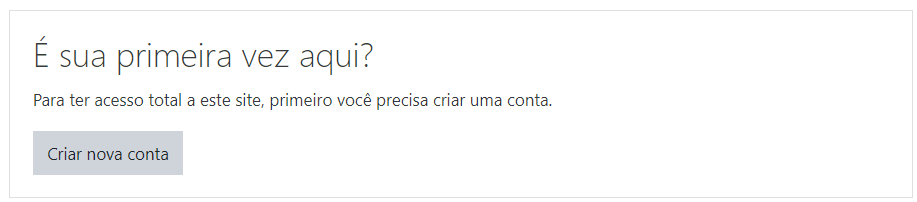 É sua primeira vez aqui?
Para ter acesso total a este site, primeiro você precisa criar uma conta.
Criar nova conta